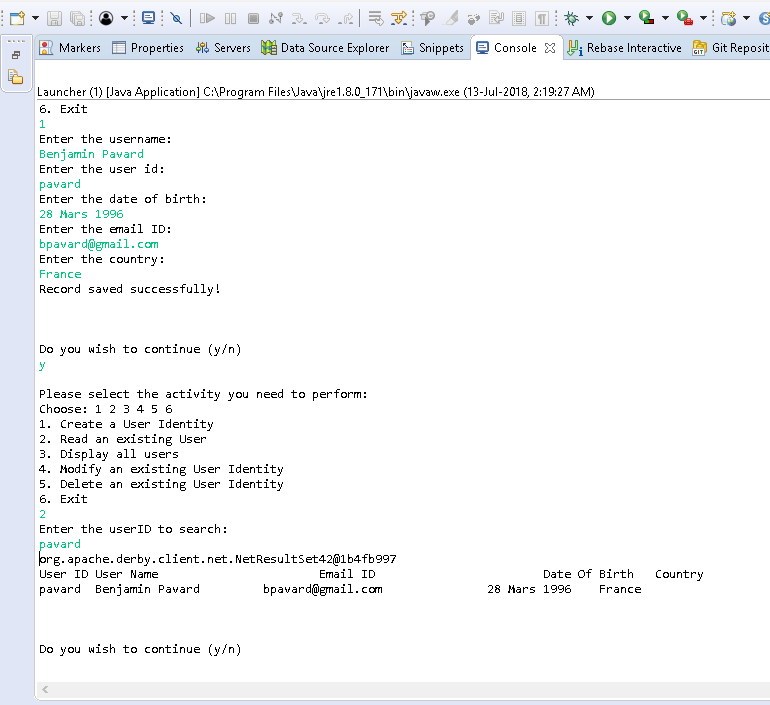 Markers Properties Servers Data Source Explorer Snippets Console Rebase Interactive Git Reposit
Launcher (1) [Java Application] C:\Program Files\Java\jre1.8.0_171\bin\javaw.exe (13-Jul-2018, 2:19:27 AM)
6. Exit
1
Enter the username:
Benjamin Pavard
Enter the user id:
pavard
Enter the date of birth:
28 Mars 1996
Enter the email ID:
bpavard@gmail.com
Enter the country:
France
Record saved successfully!
Do you wish to continue (y/n)
y
Please select the activity you need to perform:
Choose: 1 2 3 4 5 6
1. Create a User Identity
2. Read an existing User
3. Display all users
4. Modify an existing User Identity
5. Delete an existing User Identity
6. Exit
2
Enter the userID to search:
pavard
org.apache.derby.client.net.NetResultSet42@1b4fb997
User ID User Name Email ID Date Of Birth Country
pavard Benjamin Pavard bpavard@gmail.com 28 Mars 1996 France
Do you wish to continue (y/n)